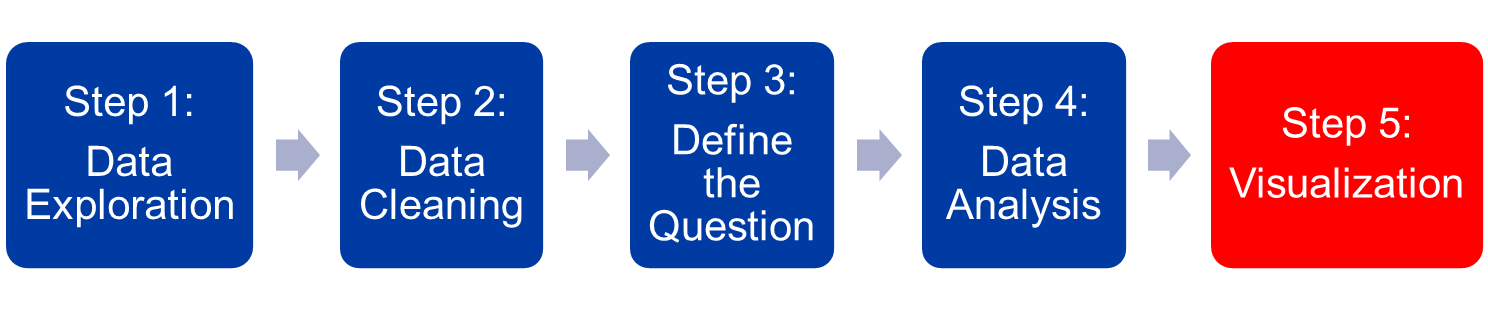 Step 1:
Data
Exploration
Step 2:
Data
Cleaning
Step 3:
Define
the
Question
Step 4:
Data
Analysis
Step 5:
Visualization